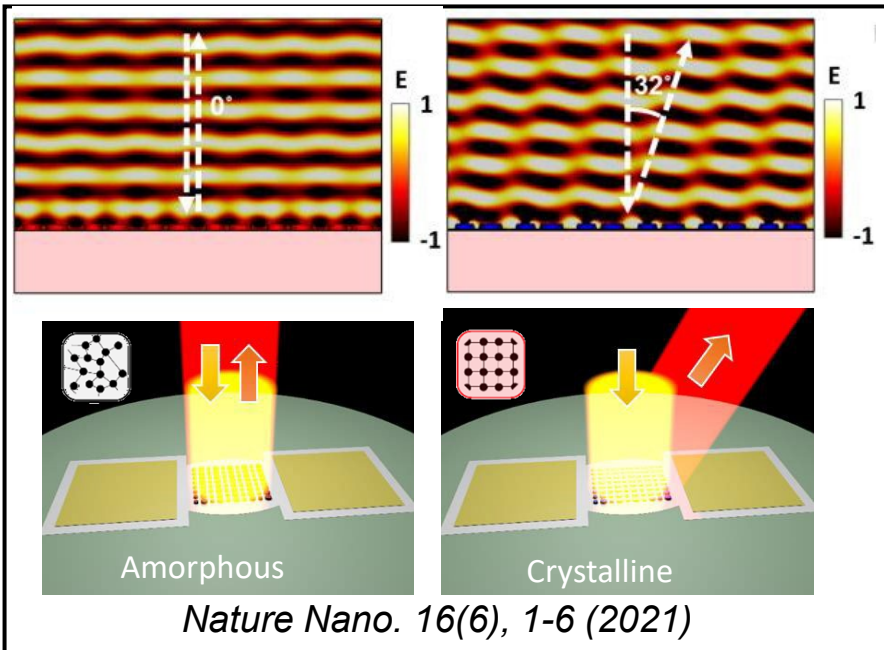 E
1
0°
-1
E
1
32°
-1
Amorphous
Crystalline
Nature Nano. 16(6), 1-6 (2021)